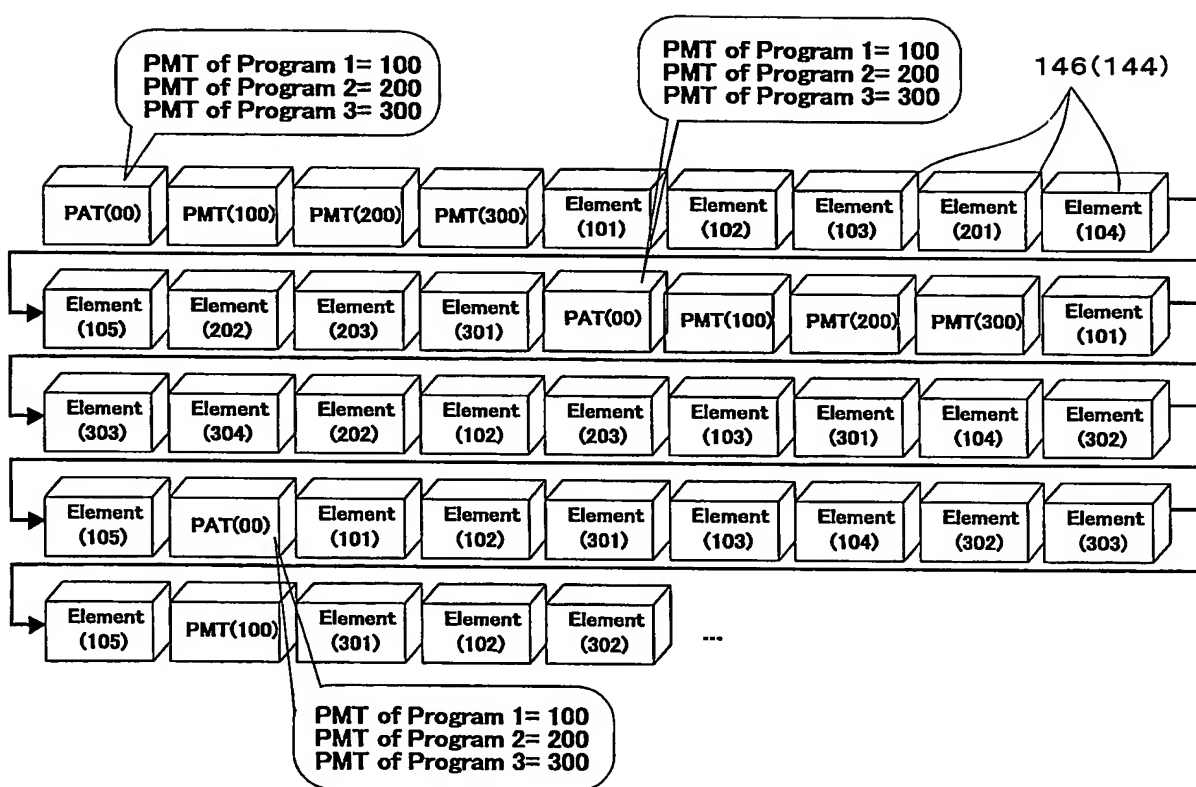 PMT of Program 1= 100
PMT of Program 2= 200
PMT of Program 3= 300
PMT of Program 1= 100
PMT of Program 2= 200
PMT of Program 3= 300
146(144)
PAT(00) PMT(100) PMT(200) PMT(300) Element (101) Element (102) Element (103) Element (201) Element (104)
Element (105) Element (202) Element (203) Element (301) PAT(00) PMT(100) PMT(200) PMT(300) Element (101)
Element (303) Element (304) Element (202) Element (102) Element (203) Element (103) Element (301) Element (104) Element (302)
Element (105) PAT(00) Element (101) Element (102) Element (301) Element (103) Element (104) Element (302) Element (303)
Element (105) PMT(100) Element (301) Element (102) Element (302) ...
PMT of Program 1= 100
PMT of Program 2= 200
PMT of Program 3= 300